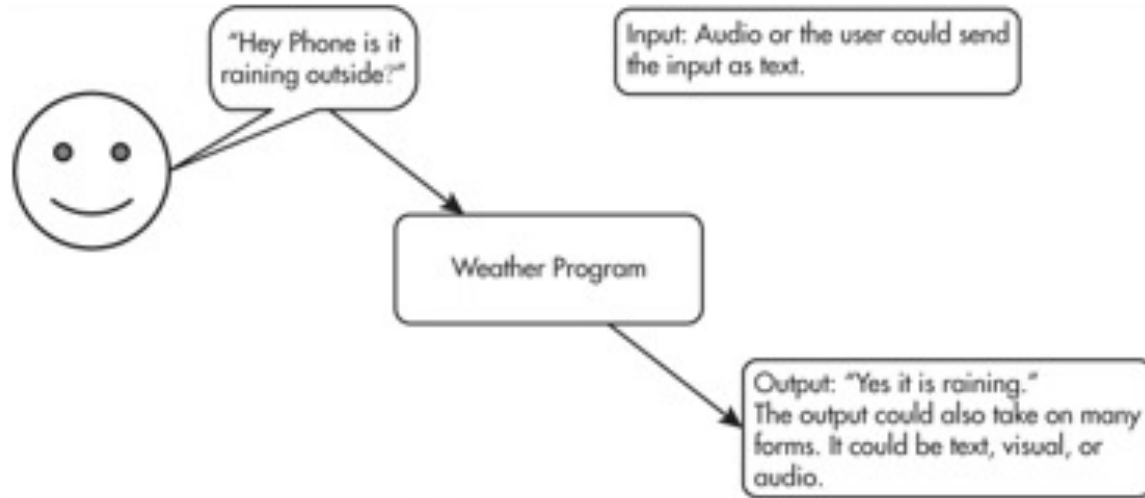 "Hey Phone is it
raining outside?"
Input: Audio or the user could send
the input as text.
Weather Program
Output: "Yes it is raining."
The output could also take on many
forms. It could be text, visual, or
audio.